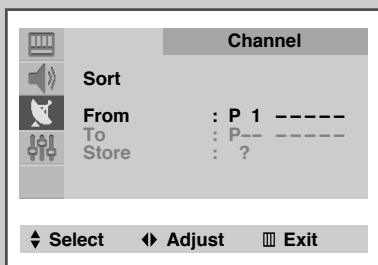 Channel
Sort
From : P 1 – – – – –
To : P– – – – – – –
Store : ?
Select Adjust Exit